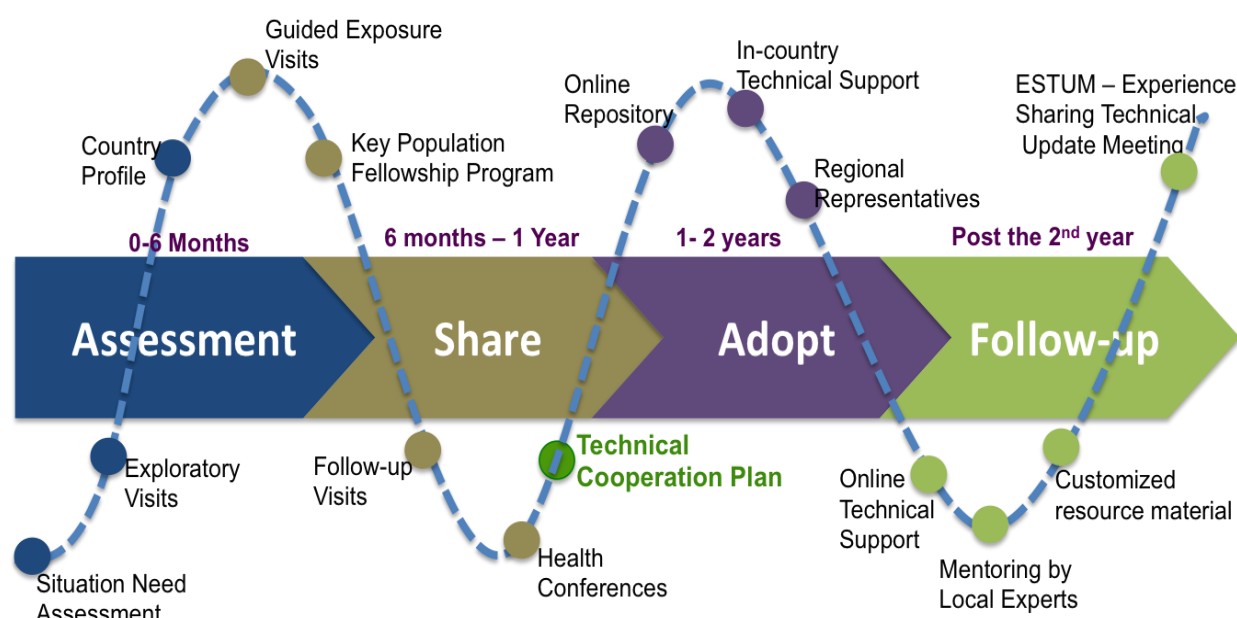 Guided Exposure
Visits
In-country
Technical Support
Online
Repository
ESTUM – Experience
Sharing Technical
Update Meeting
Country
Profile
Key Population
Fellowship Program
Regional
Representatives
0-6 Months
6 months – 1 Year
1- 2 years
Post the 2nd year
Assessment
Share
Adopt
Follow-up
Exploratory
Visits
Follow-up
Visits
Technical
Cooperation Plan
Online
Technical
Support
Customized
resource material
Health
Conferences
Mentoring by
Local Experts
Situation Need
Assessment